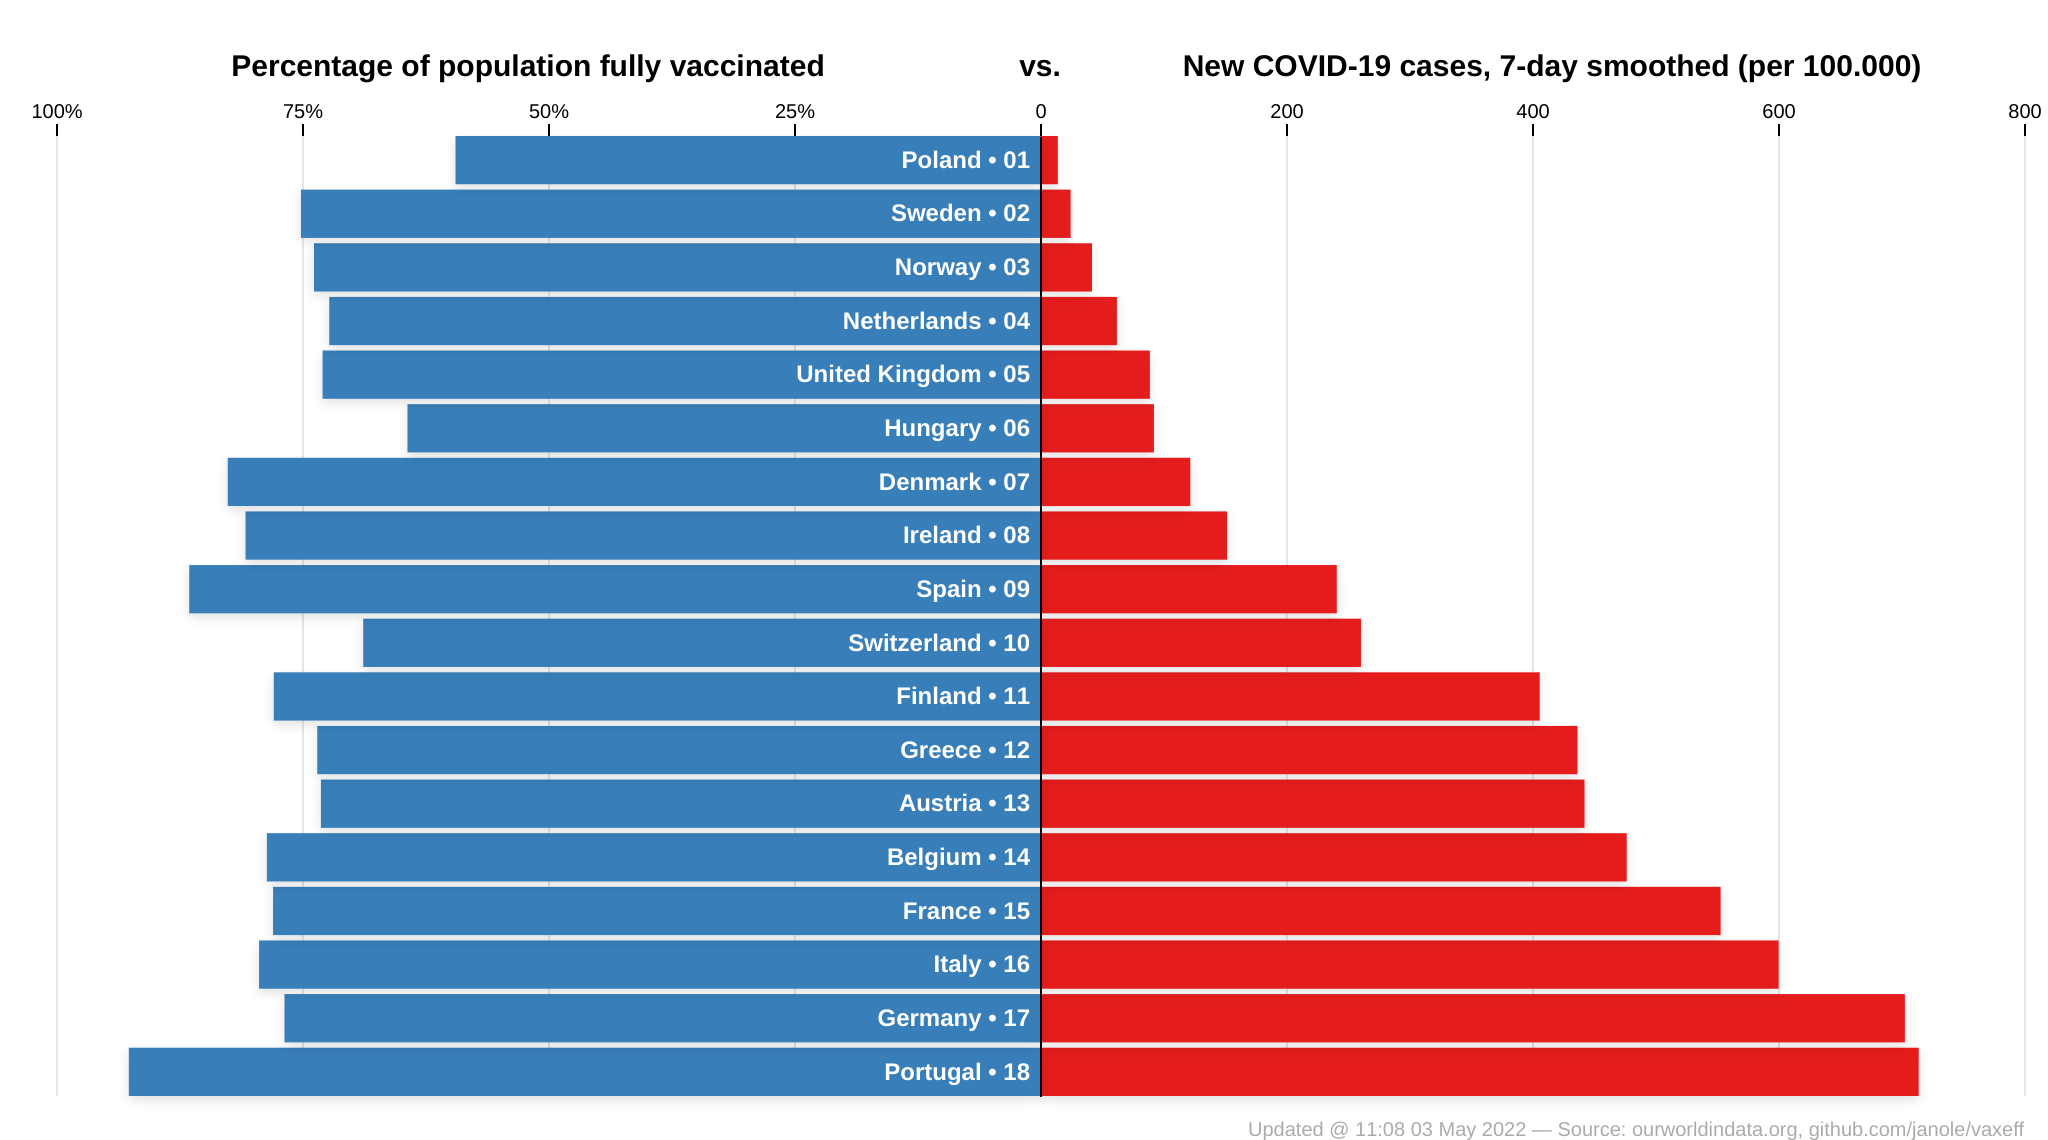 Percentage of population fully vaccinated vs. New COVID-19 cases, 7-day smoothed (per 100.000)
100% 75% 50% 25% 0 200 400 600 800
Poland • 01
Sweden • 02
Norway • 03
Netherlands • 04
United Kingdom • 05
Hungary • 06
Denmark • 07
Ireland • 08
Spain • 09
Switzerland • 10
Finland • 11
Greece • 12
Austria • 13
Belgium • 14
France • 15
Italy • 16
Germany • 17
Portugal • 18
Updated @ 11:08 03 May 2022 — Source: ourworldindata.org, github.com/janole/vaxeff